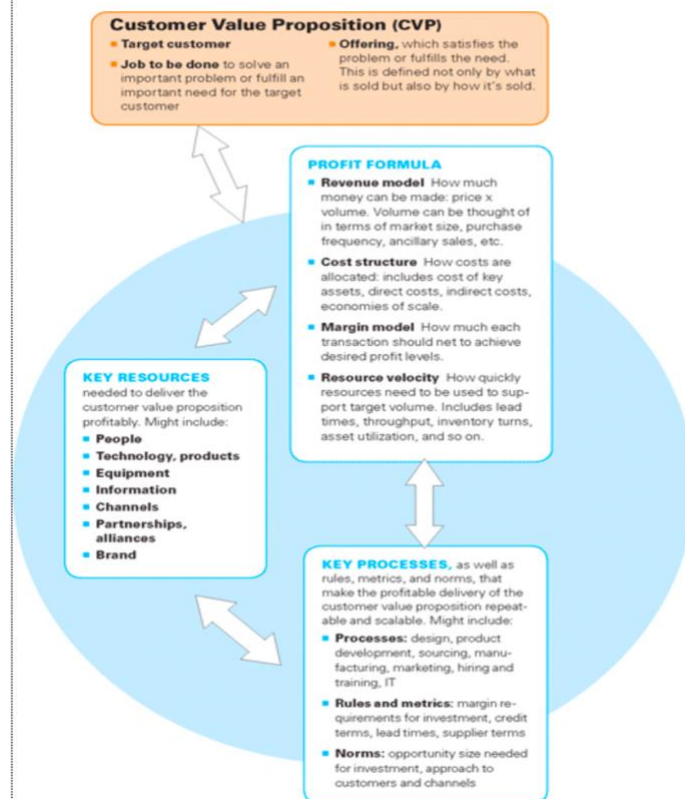 Customer Value Proposition (CVP)
▪ Target customer
▪ Job to be done to solve an
important problem or fulfill an
important need for the target
customer
▪ Offering, which satisfies the
problem or fulfills the need.
This is defined not only by what
is sold but also by how it's sold.
PROFIT FORMULA
▪ Revenue model How much
money can be made: price x
volume. Volume can be thought of
in terms of market size, purchase
frequency, ancillary sales, etc.
▪ Cost structure How costs are
allocated: includes cost of key
assets, direct costs, indirect costs,
economies of scale.
▪ Margin model How much each
transaction should net to achieve
desired profit levels.
▪ Resource velocity How quickly
resources need to be used to sup-
port target volume. Includes lead
times, throughput, inventory turns,
asset utilization, and so on.
KEY RESOURCES
needed to deliver the
customer value proposition
profitably. Might include:
▪ People
▪ Technology, products
▪ Equipment
▪ Information
▪ Channels
▪ Partnerships,
alliances
▪ Brand
KEY PROCESSES, as well as
rules, metrics, and norms, that
make the profitable delivery of the
customer value proposition repeat-
able and scalable. Might include:
▪ Processes: design, product
development, sourcing, manu-
facturing, marketing, hiring and
training, IT
▪ Rules and metrics: margin re-
quirements for investment, credit
terms, lead times, supplier terms
▪ Norms: opportunity size needed
for investment, approach to
customers and channels